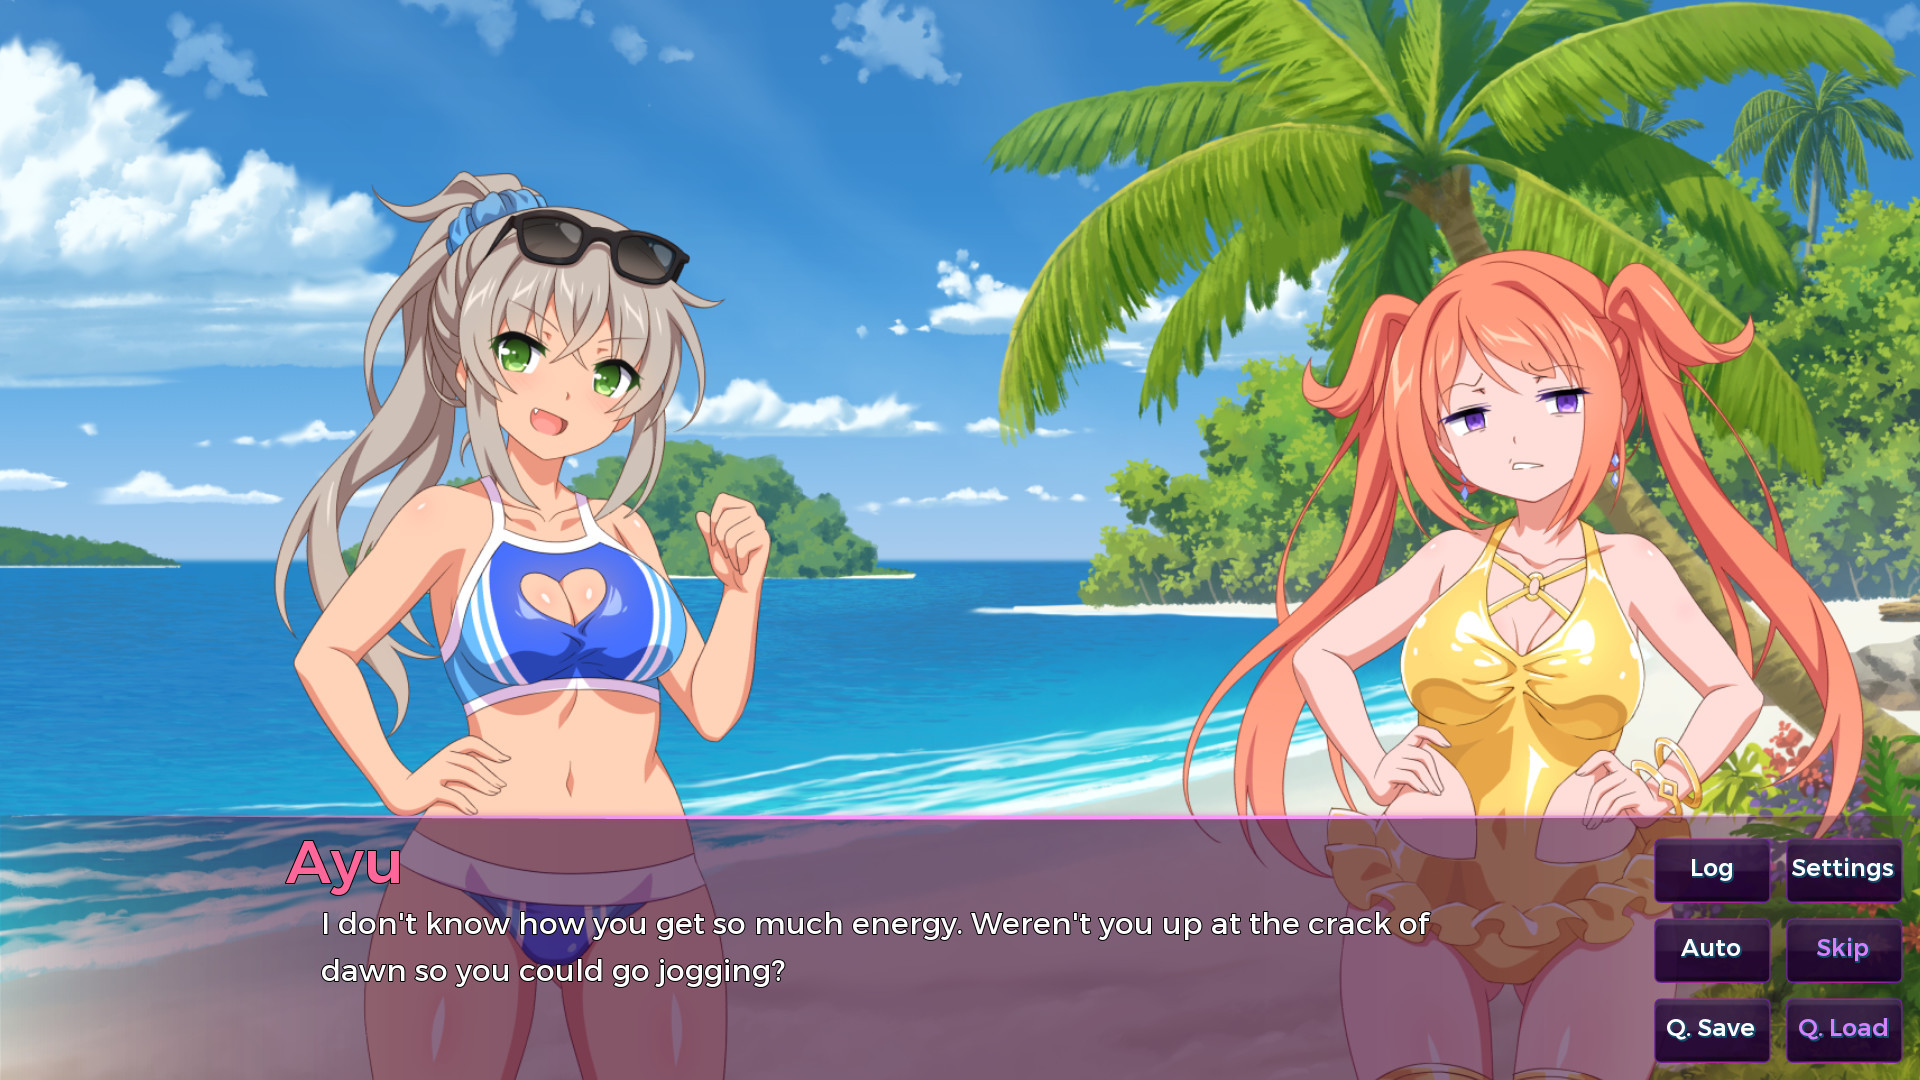 Ayu
I don't know how you get so much energy. Weren't you up at the crack of
dawn so you could go jogging?
Log
Settings
Auto
Skip
Q. Save
Q. Load